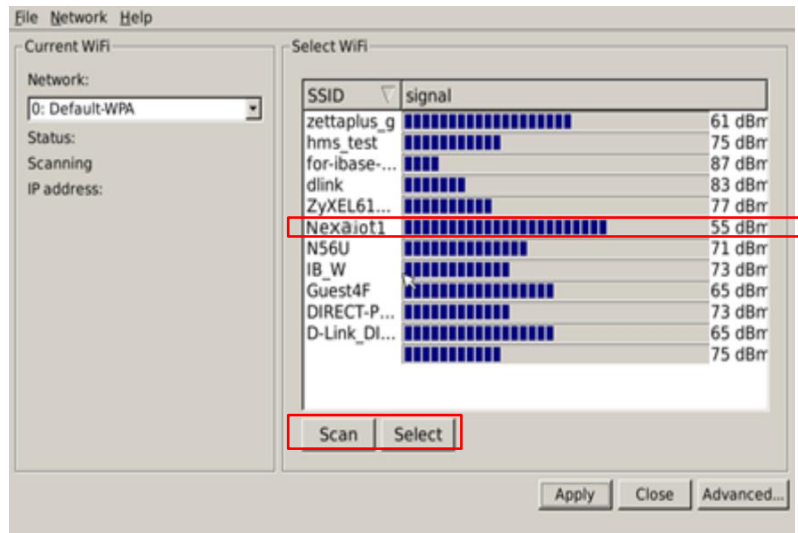 File Network Help
Current WiFi
Network:
0: Default-WPA
Status:
Scanning
IP address:
Select WiFi
SSID signal
zettaplus_g 61 dBm
hms_test 75 dBm
for-ibase-... 87 dBm
dlink 83 dBm
ZyXEL61... 77 dBm
Nexaiot1 55 dBm
N56U 71 dBm
IB_W 73 dBm
Guest4F 65 dBm
DIRECT-P... 73 dBm
D-Link_DI... 65 dBm
75 dBm
Scan Select
Apply Close Advanced...